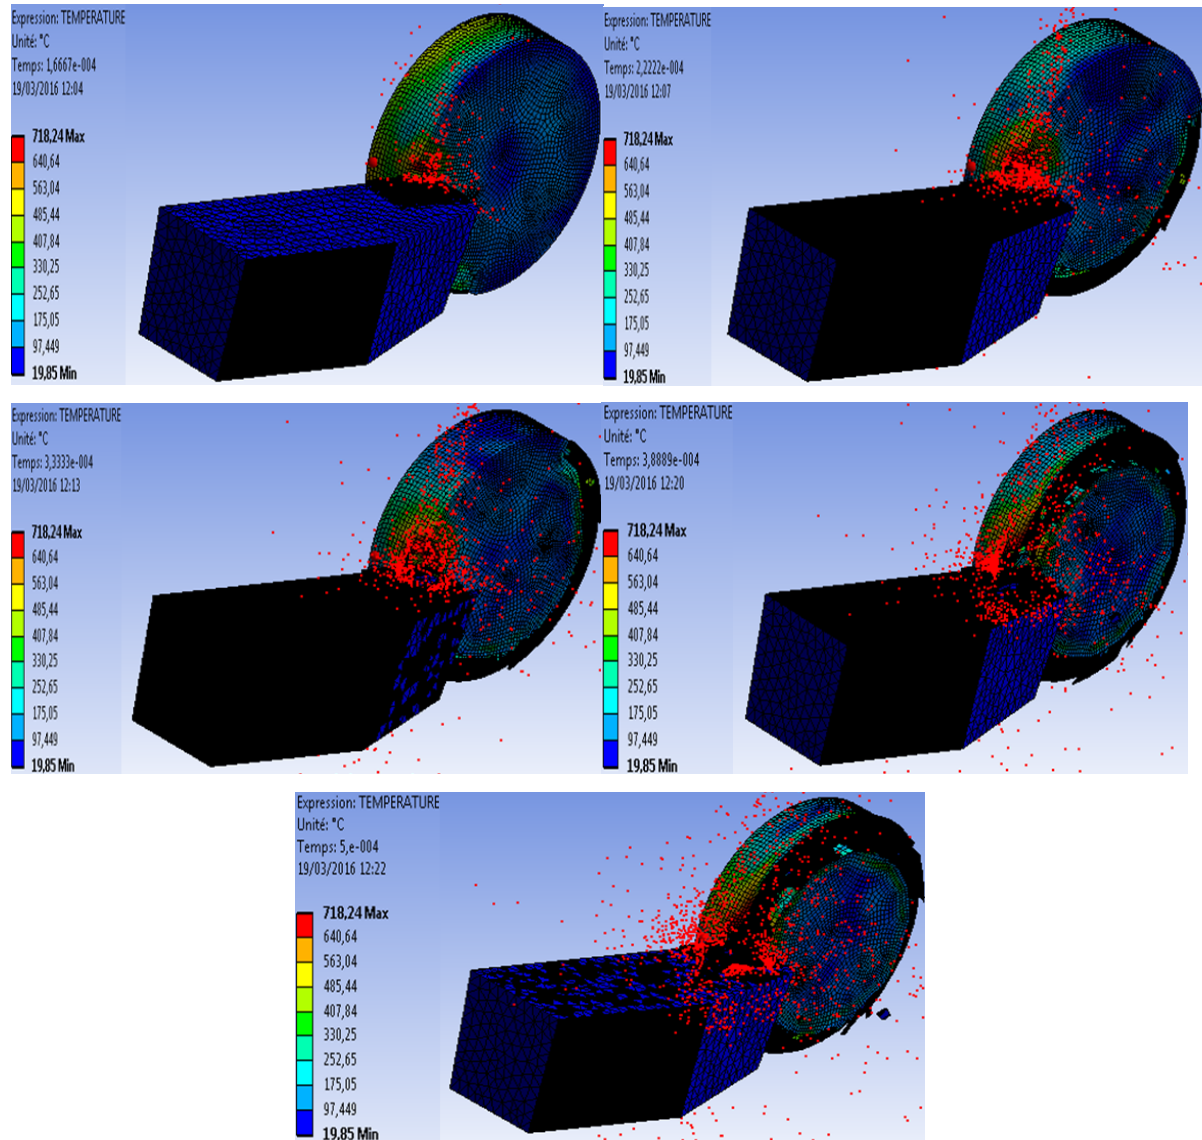 Expression: TEMPERATURE
Unité: °C
Temps: 1,6667e-004
19/03/2016 12:04
718,24 Max
640,64
563,04
485,44
407,84
330,25
252,65
175,05
97,449
19,85 Min
Expression: TEMPERATURE
Unité: °C
Temps: 2,2222e-004
19/03/2016 12:07
718,24 Max
640,64
563,04
485,44
407,84
330,25
252,65
175,05
97,449
19,85 Min
Expression: TEMPERATURE
Unité: °C
Temps: 3,3333e-004
19/03/2016 12:13
718,24 Max
640,64
563,04
485,44
407,84
330,25
252,65
175,05
97,449
19,85 Min
Expression: TEMPERATURE
Unité: °C
Temps: 3,8889e-004
19/03/2016 12:20
718,24 Max
640,64
563,04
485,44
407,84
330,25
252,65
175,05
97,449
19,85 Min
Expression: TEMPERATURE
Unité: °C
Temps: 5,e-004
19/03/2016 12:22
718,24 Max
640,64
563,04
485,44
407,84
330,25
252,65
175,05
97,449
19,85 Min